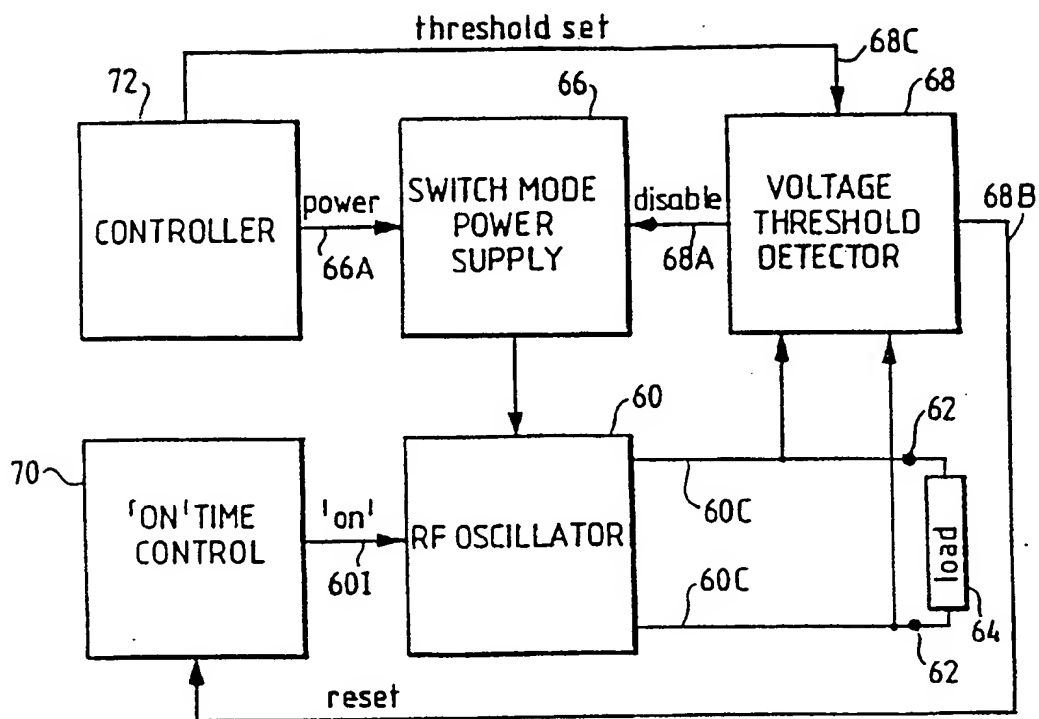 threshold set
68C
72
66
68
CONTROLLER
power
66A
SWITCH MODE
POWER
SUPPLY
disable
68A
VOLTAGE
THRESHOLD
DETECTOR
68B
60
62
70
'ON' TIME
CONTROL
'on'
60I
RF OSCILLATOR
60C
60C
load
64
62
reset